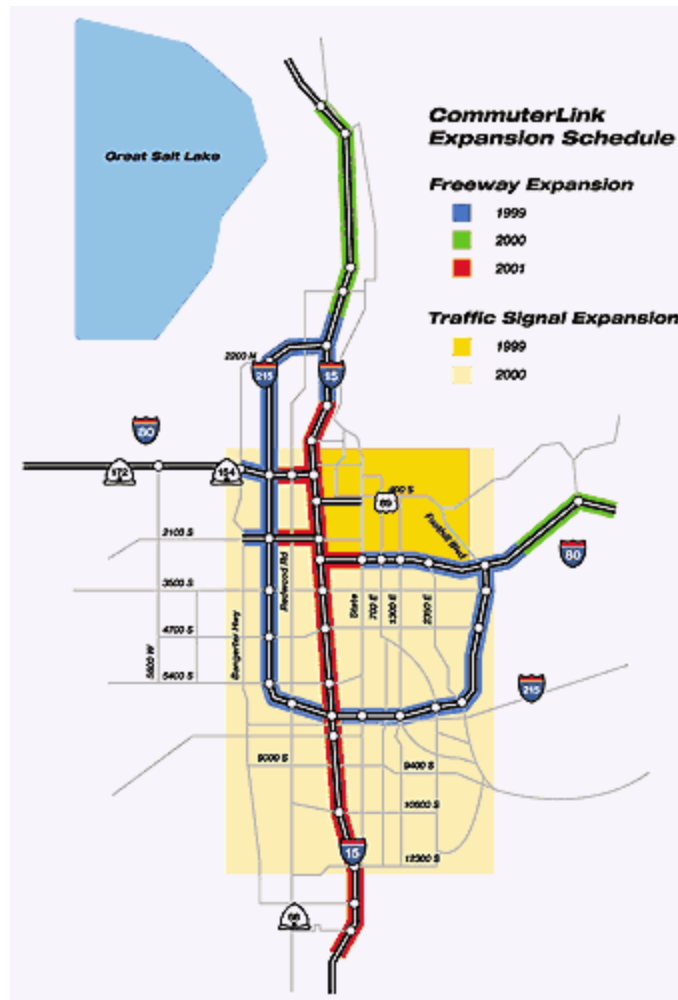 CommuterLink
Expansion Schedule
Great Salt Lake
Freeway Expansion
1999
2000
2001
Traffic Signal Expansion
1999
2000
2200 N
215
15
80
172
154
400 S
89
Foothill Blvd
2100 S
80
Redwood Rd
3500 S
State
700 E
1300 E
4700 S
5600 W
Bangerter Hwy
5400 S
215
9000 S
9400 S
10600 S
15
12300 S
68